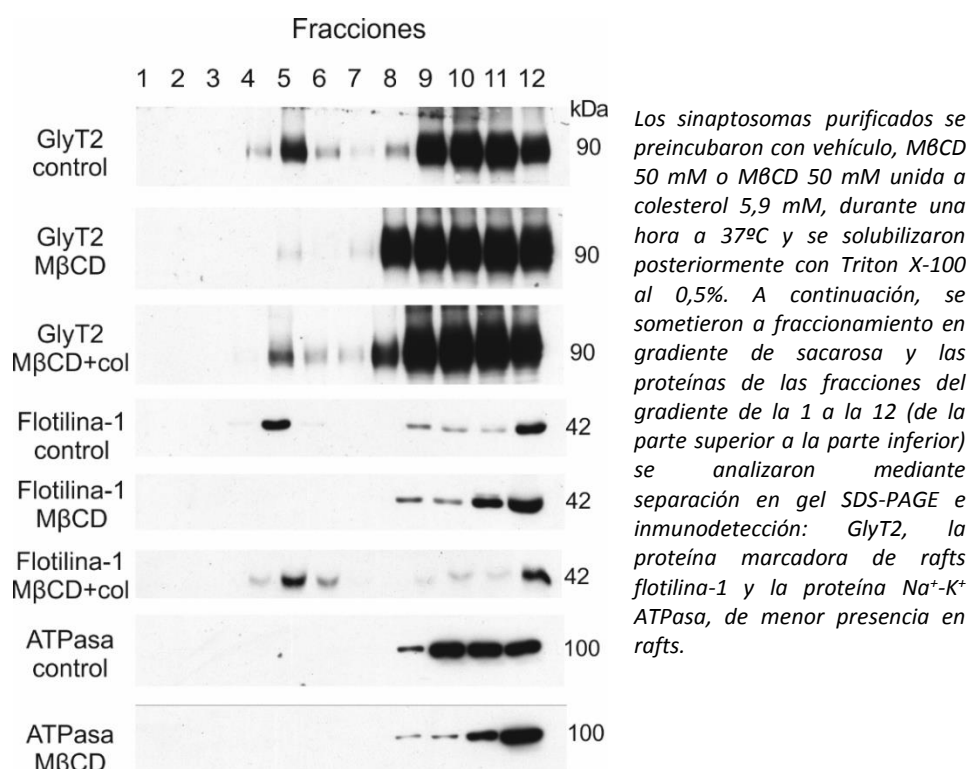 Fracciones
1 2 3 4 5 6 7 8 9 10 11 12
kDa
GlyT2
control
90
GlyT2
MβCD
90
GlyT2
MβCD+col
90
Flotilina-1
control
42
Flotilina-1
MβCD
42
Flotilina-1
MβCD+col
42
ATPasa
control
100
ATPasa
MβCD
100
Los sinaptosomas purificados se
preincubaron con vehículo, MβCD
50 mM o MβCD 50 mM unida a
colesterol 5,9 mM, durante una
hora a 37ºC y se solubilizaron
posteriormente con Triton X-100
al 0,5%. A continuación, se
sometieron a fraccionamiento en
gradiente de sacarosa y las
proteínas de las fracciones del
gradiente de la 1 a la 12 (de la
parte superior a la parte inferior)
se analizaron mediante
separación en gel SDS-PAGE e
inmunodetección: GlyT2, la
proteína marcadora de rafts
flotilina-1 y la proteína Na⁺-K⁺
ATPasa, de menor presencia en
rafts.